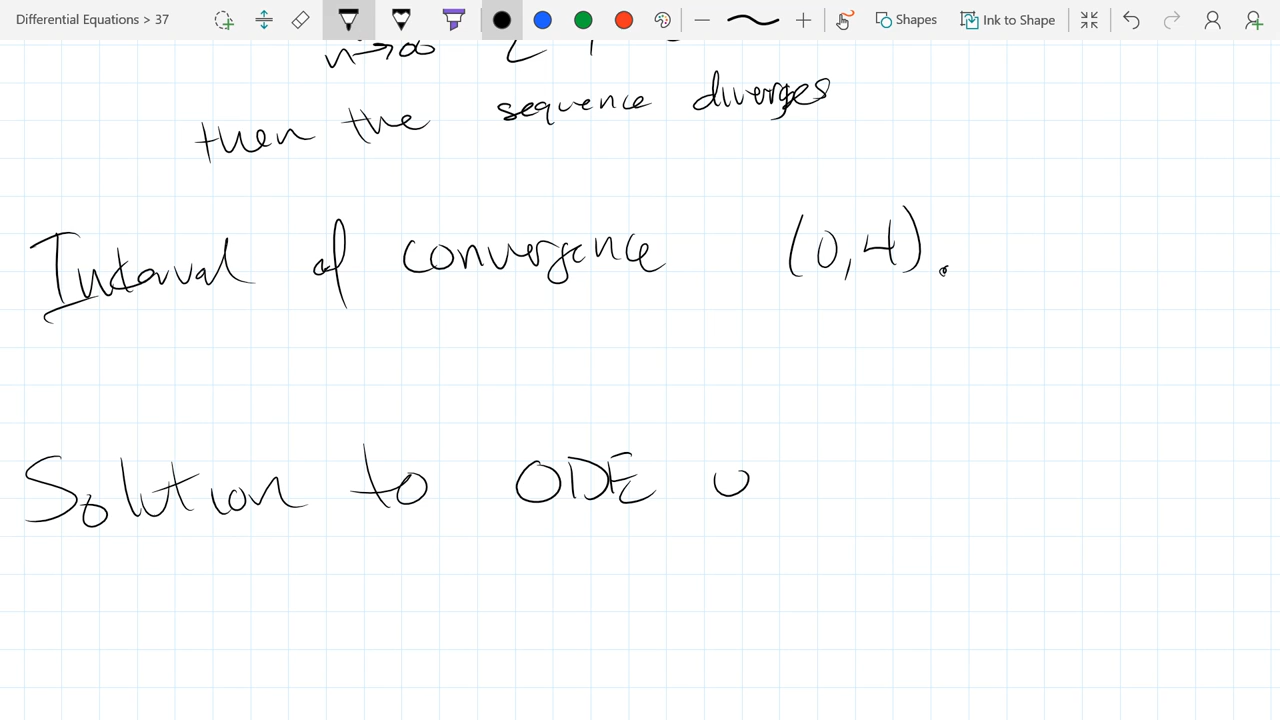 Differential Equations > 37
Shapes
Ink to Shape
n→∞
then the sequence diverges
Interval of convergence (0,4).
Solution to ODE